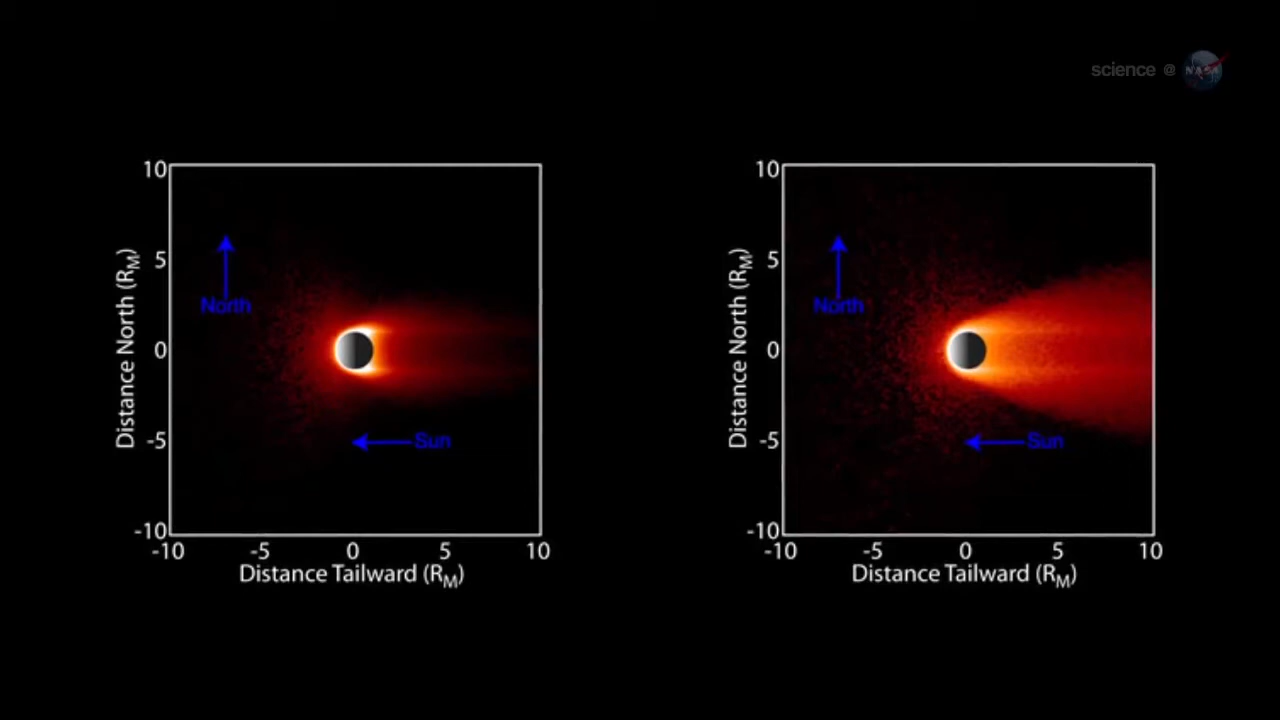 science @ NASA
10
5
0
-5
-10
Distance North (RM)
North
Sun
-10 -5 0 5 10
Distance Tailward (RM)
10
5
0
-5
-10
Distance North (RM)
North
Sun
-10 -5 0 5 10
Distance Tailward (RM)